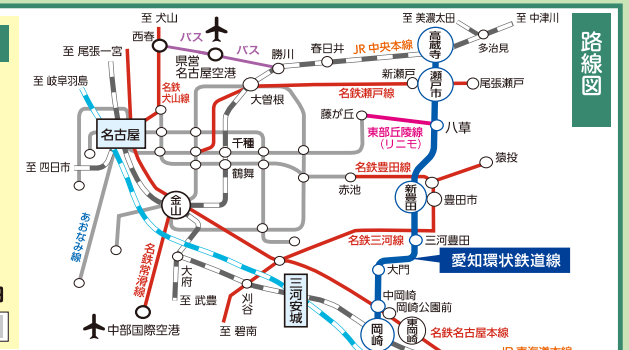 至 犬山
至 美濃太田
至 中津川
路線図
西春
バス
バス
高蔵寺
多治見
至 尾張一宮
県営
名古屋空港
勝川
春日井
JR 中央本線
至 岐阜羽島
名鉄
犬山線
大曽根
名鉄瀬戸線
新瀬戸
瀬戸市
尾張瀬戸
藤が丘
東部丘陵線
(リニモ)
八草
名古屋
千種
鶴舞
至 四日市
名鉄豊田線
猿投
赤池
新豊田
豊田市
金山
あおなみ線
名鉄三河線
三河豊田
愛知環状鉄道線
名鉄常滑線
大府
大門
至 武豊
刈谷
三河安城
中岡崎
岡崎公園前
中部国際空港
至 碧南
岡崎
東岡崎
名鉄名古屋本線
JR 東海道本線